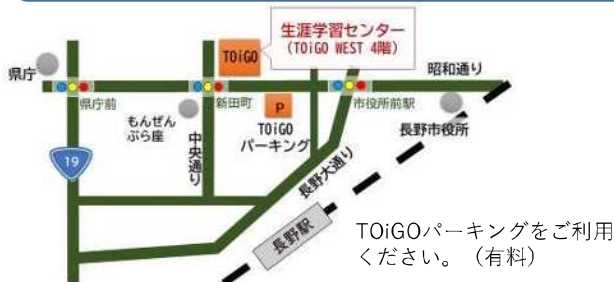 生涯学習センター
(TOiGO WEST 4階)
TOiGO
県庁
昭和通り
県庁前
新田町
市役所前駅
もんぜん
ぷら座
P
TOiGO
パーキング
長野市役所
中央通り
19
長野大通り
長野駅
TOiGOパーキングをご利用
ください。（有料）